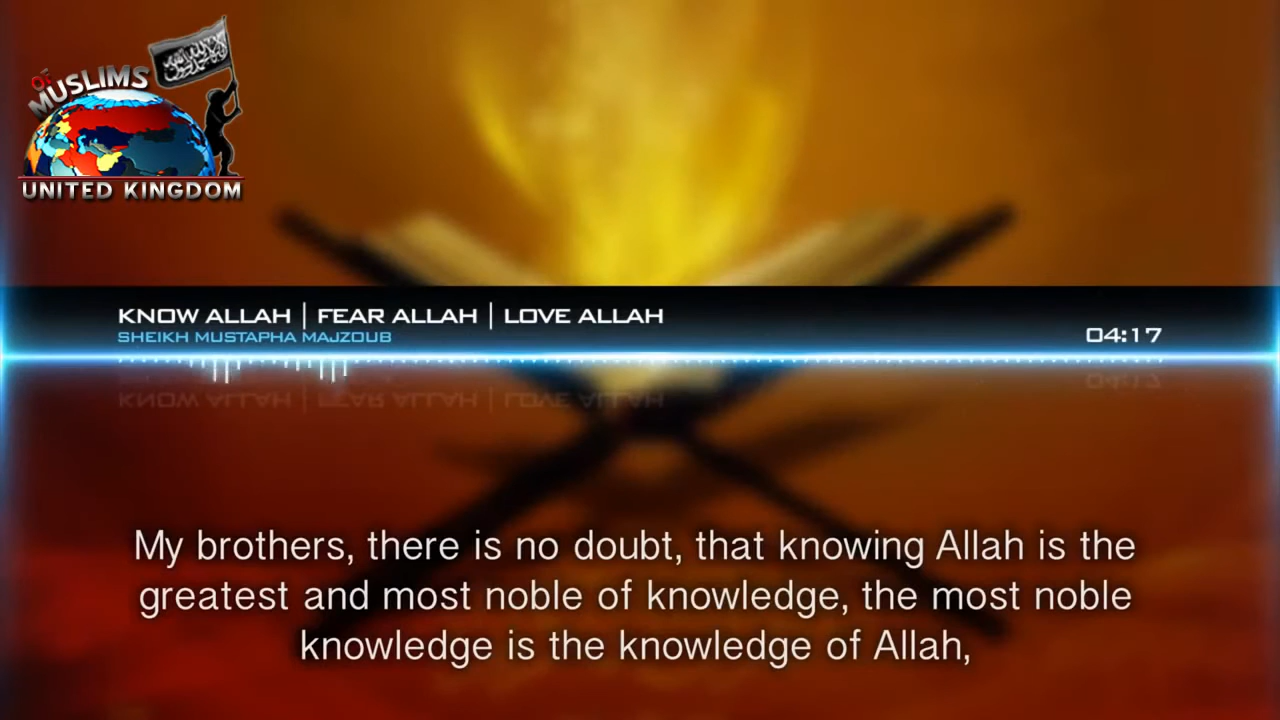 OF
MUSLIMS
UNITED KINGDOM
KNOW ALLAH | FEAR ALLAH | LOVE ALLAH
SHEIKH MUSTAPHA MAJZOUB
04:17
My brothers, there is no doubt, that knowing Allah is the
greatest and most noble of knowledge, the most noble
knowledge is the knowledge of Allah,